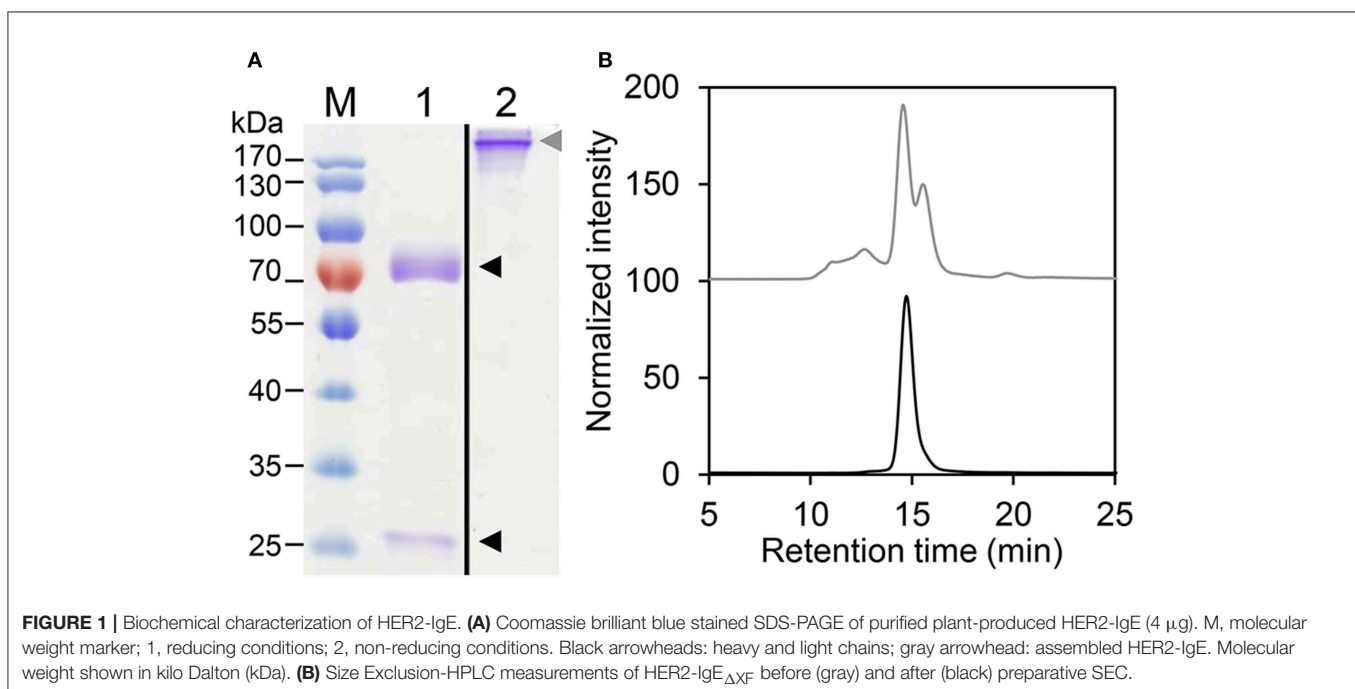 A
B
M 1 2
kDa
170
130
100
70
55
40
35
25
Normalized intensity
200
150
100
50
0
5 10 15 20 25
Retention time (min)
FIGURE 1 | Biochemical characterization of HER2-IgE. (A) Coomassie brilliant blue stained SDS-PAGE of purified plant-produced HER2-IgE (4 μg). M, molecular
weight marker; 1, reducing conditions; 2, non-reducing conditions. Black arrowheads: heavy and light chains; gray arrowhead: assembled HER2-IgE. Molecular
weight shown in kilo Dalton (kDa). (B) Size Exclusion-HPLC measurements of HER2-IgEΔXF before (gray) and after (black) preparative SEC.